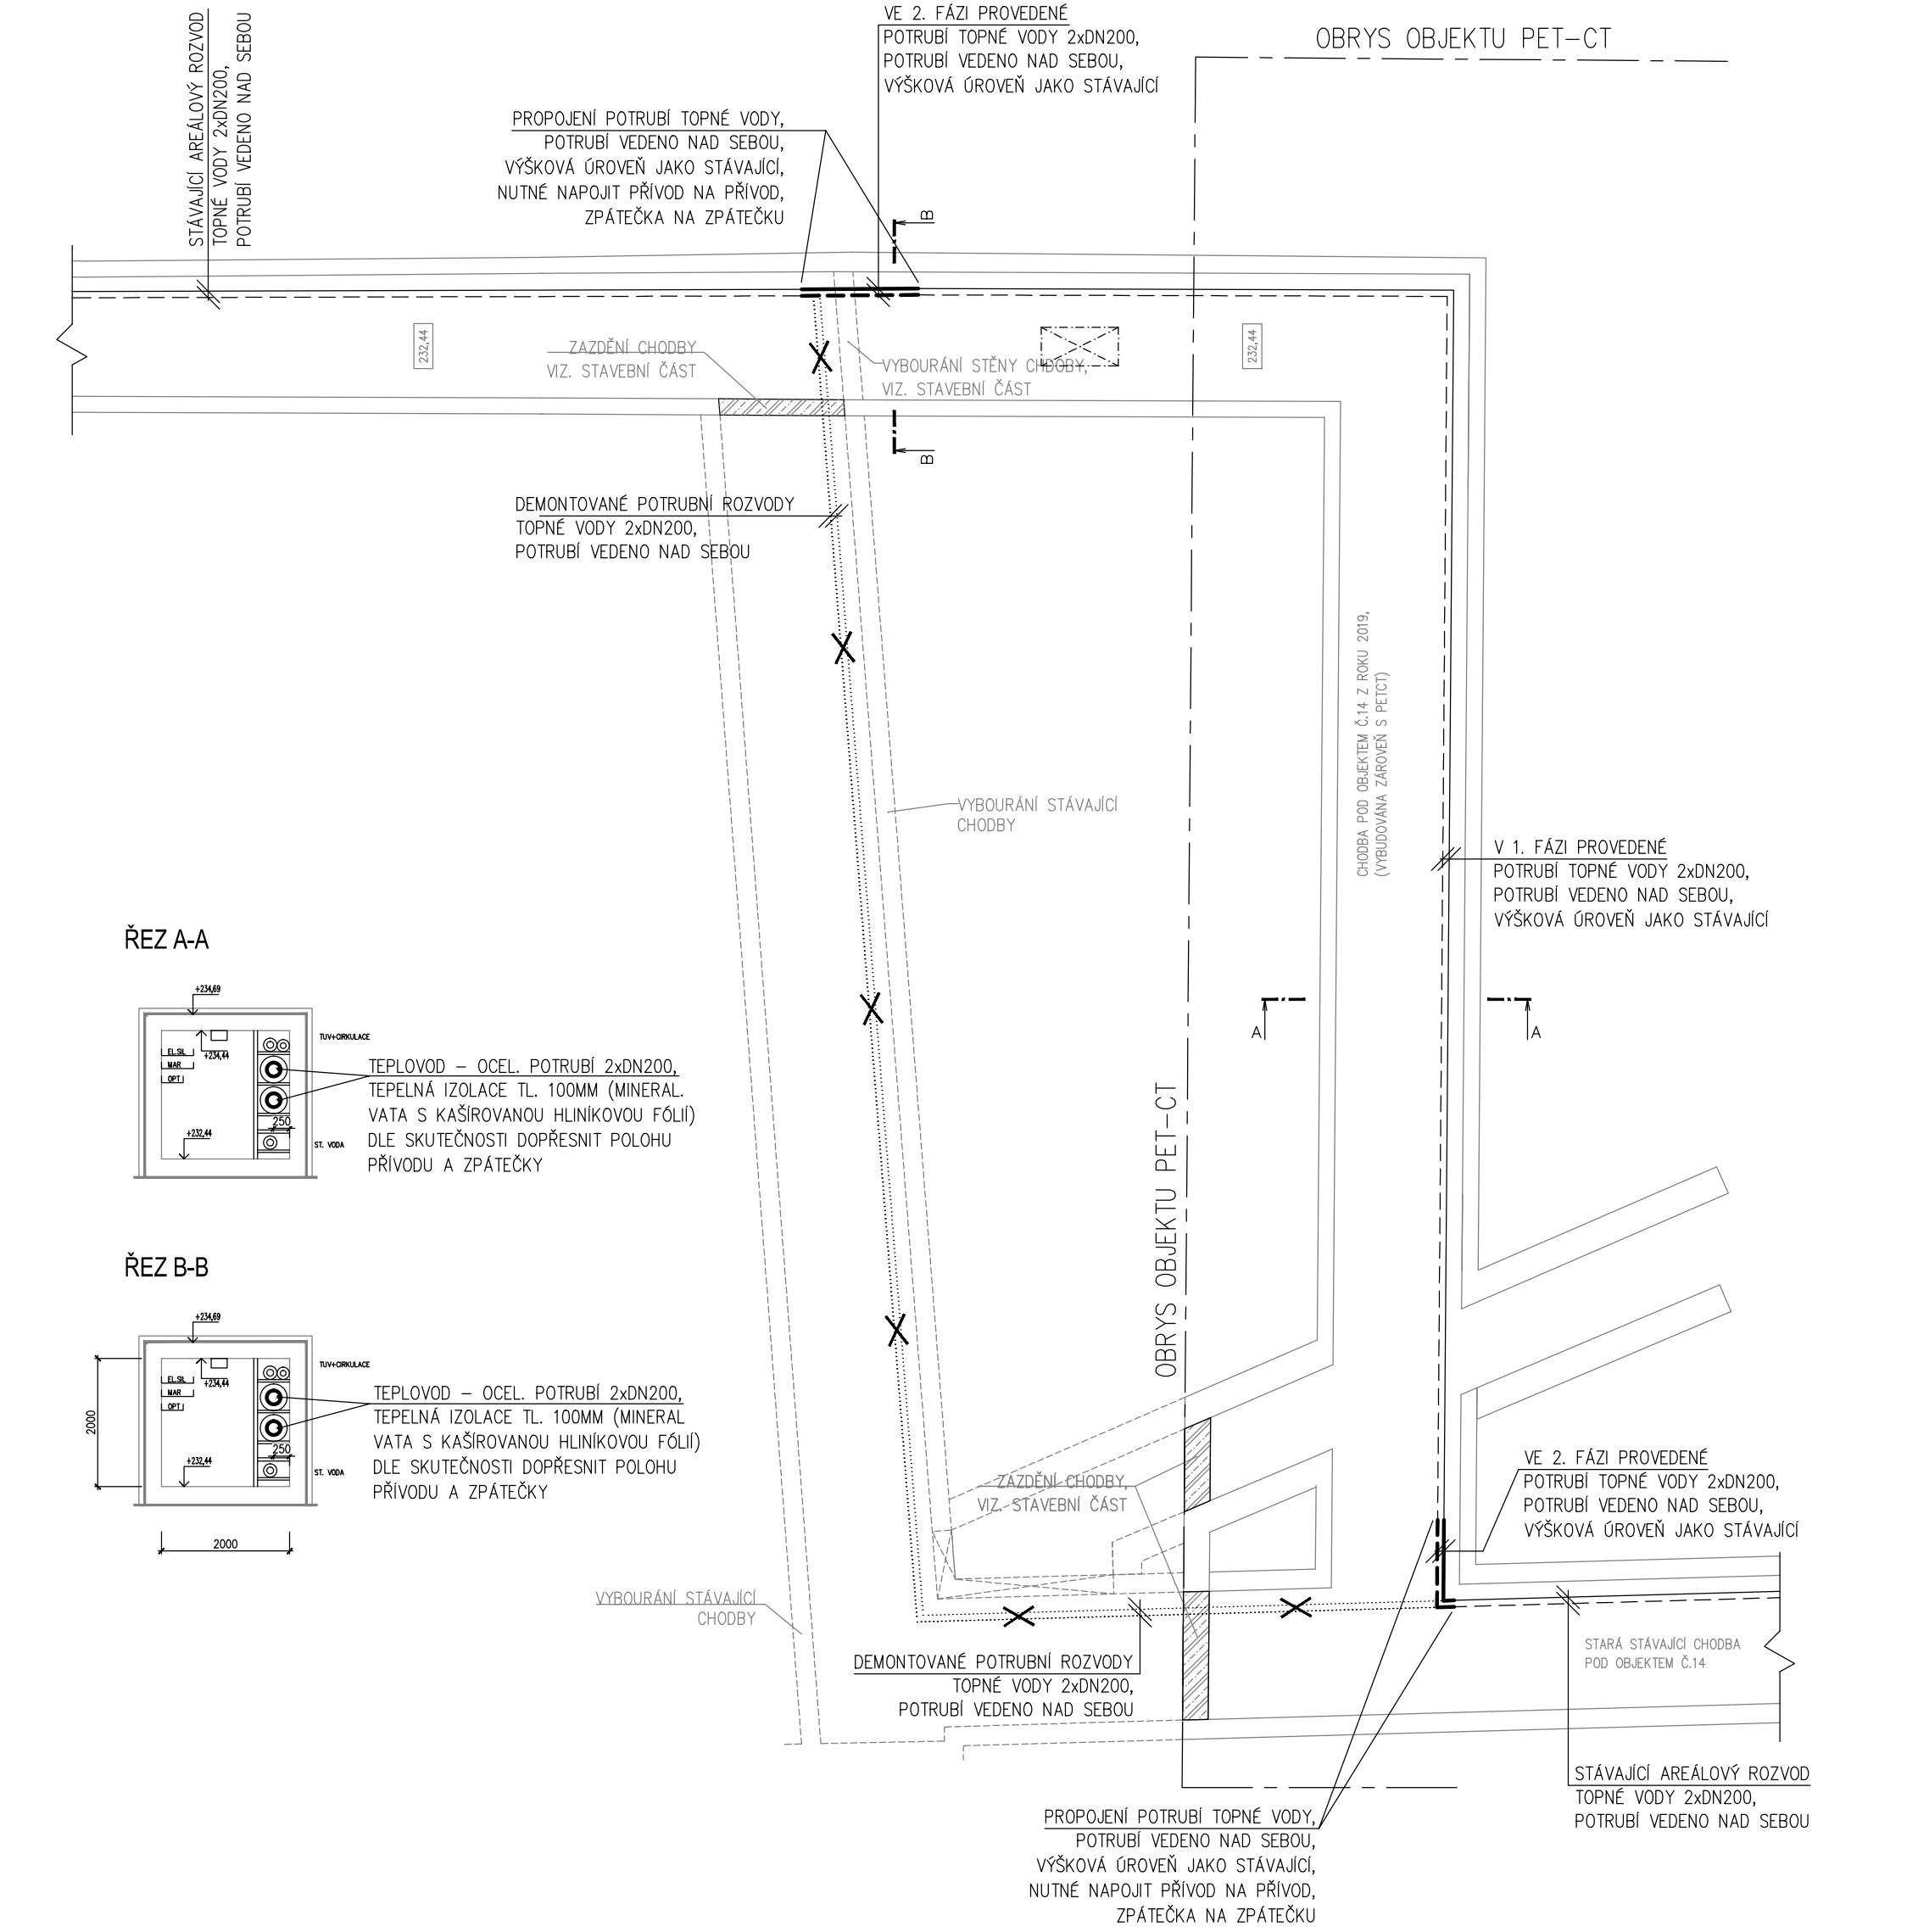 STÁVAJÍCÍ AREÁLOVÝ ROZVOD
TOPNÉ VODY 2xDN200,
POTRUBÍ VEDENO NAD SEBOU
VE 2. FÁZI PROVEDENÉ
POTRUBÍ TOPNÉ VODY 2xDN200,
POTRUBÍ VEDENO NAD SEBOU,
VÝŠKOVÁ ÚROVEŇ JAKO STÁVAJÍCÍ
OBRYS OBJEKTU PET-CT
PROPOJENÍ POTRUBÍ TOPNÉ VODY,
POTRUBÍ VEDENO NAD SEBOU,
VÝŠKOVÁ ÚROVEŇ JAKO STÁVAJÍCÍ,
NUTNÉ NAPOJIT PŘÍVOD NA PŘÍVOD,
ZPÁTEČKA NA ZPÁTEČKU
B
232,44
ZAZDĚNÍ CHODBY
VIZ. STAVEBNÍ ČÁST
VYBOURÁNÍ STĚNY CHODBY,
VIZ. STAVEBNÍ ČÁST
232,44
B
DEMONTOVANÉ POTRUBNÍ ROZVODY
TOPNÉ VODY 2xDN200,
POTRUBÍ VEDENO NAD SEBOU
CHODBA POD OBJEKTEM Č.14 Z ROKU 2019,
(VYBUDOVÁNA ZÁROVEŇ S PETCT)
VYBOURÁNÍ STÁVAJÍCÍ
CHODBY
V 1. FÁZI PROVEDENÉ
POTRUBÍ TOPNÉ VODY 2xDN200,
POTRUBÍ VEDENO NAD SEBOU,
VÝŠKOVÁ ÚROVEŇ JAKO STÁVAJÍCÍ
A
A
OBRYS OBJEKTU PET-CT
ŘEZ A-A
+234,69
TUV+CIRKULACE
EL.SIL
+234,44
MAR
OPT
250
+232,44
ST. VODA
TEPLOVOD - OCEL. POTRUBÍ 2xDN200,
TEPELNÁ IZOLACE TL. 100MM (MINERAL.
VATA S KAŠÍROVANOU HLINÍKOVOU FÓLIÍ)
DLE SKUTEČNOSTI DOPŘESNIT POLOHU
PŘÍVODU A ZPÁTEČKY
ŘEZ B-B
+234,69
TUV+CIRKULACE
EL.SIL
+234,44
MAR
OPT
250
+232,44
ST. VODA
2000
2000
TEPLOVOD - OCEL. POTRUBÍ 2xDN200,
TEPELNÁ IZOLACE TL. 100MM (MINERAL
VATA S KAŠÍROVANOU HLINÍKOVOU FÓLIÍ)
DLE SKUTEČNOSTI DOPŘESNIT POLOHU
PŘÍVODU A ZPÁTEČKY
ZAZDĚNÍ CHODBY,
VIZ. STAVEBNÍ ČÁST
VE 2. FÁZI PROVEDENÉ
POTRUBÍ TOPNÉ VODY 2xDN200,
POTRUBÍ VEDENO NAD SEBOU,
VÝŠKOVÁ ÚROVEŇ JAKO STÁVAJÍCÍ
VYBOURÁNÍ STÁVAJÍCÍ
CHODBY
DEMONTOVANÉ POTRUBNÍ ROZVODY
TOPNÉ VODY 2xDN200,
POTRUBÍ VEDENO NAD SEBOU
STARÁ STÁVAJÍCÍ CHODBA
POD OBJEKTEM Č.14
STÁVAJÍCÍ AREÁLOVÝ ROZVOD
TOPNÉ VODY 2xDN200,
POTRUBÍ VEDENO NAD SEBOU
PROPOJENÍ POTRUBÍ TOPNÉ VODY,
POTRUBÍ VEDENO NAD SEBOU,
VÝŠKOVÁ ÚROVEŇ JAKO STÁVAJÍCÍ,
NUTNÉ NAPOJIT PŘÍVOD NA PŘÍVOD,
ZPÁTEČKA NA ZPÁTEČKU